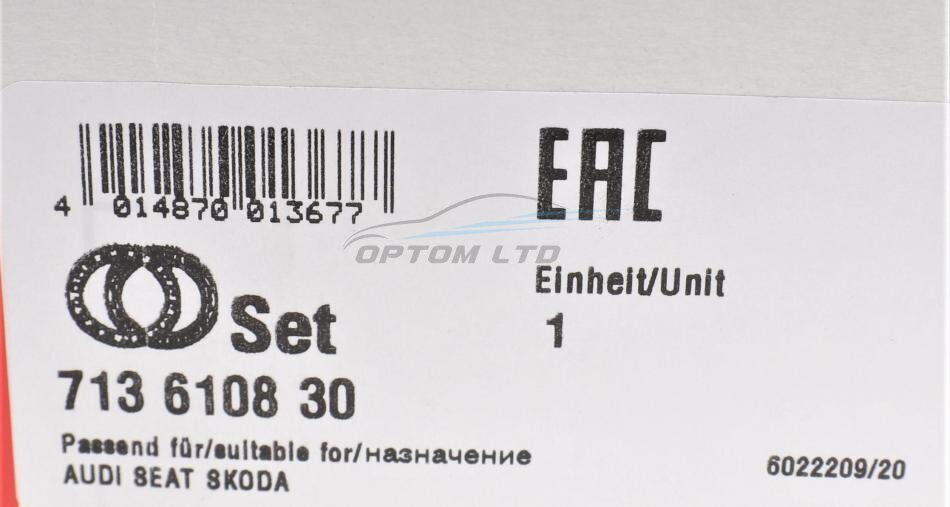 EAC
4 014870 013677
OPTOM LTD
Einheit/Unit
1
Set
713 6108 30
Passend für/suitable for/назначение
AUDI SEAT SKODA
6022209/20